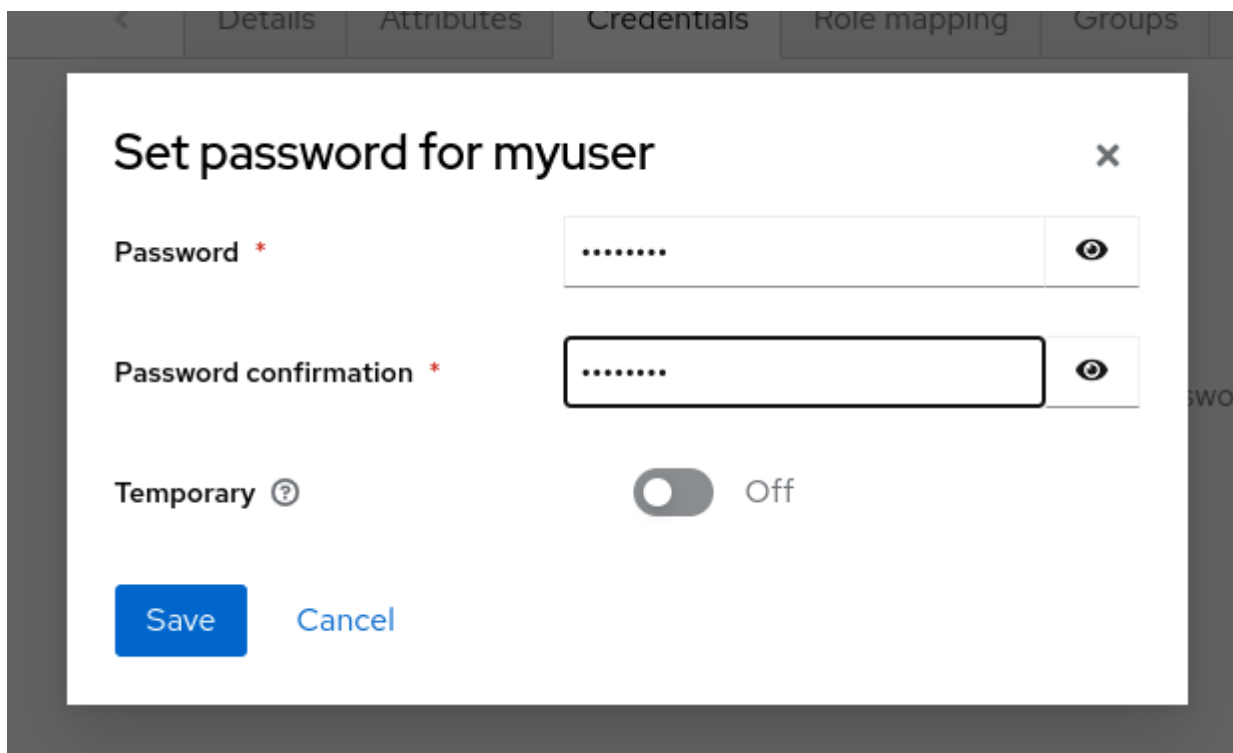 Details Attributes Credentials Role mapping Groups
Set password for myuser
Password *
••••••••
Password confirmation *
••••••••
Temporary
Off
Save Cancel